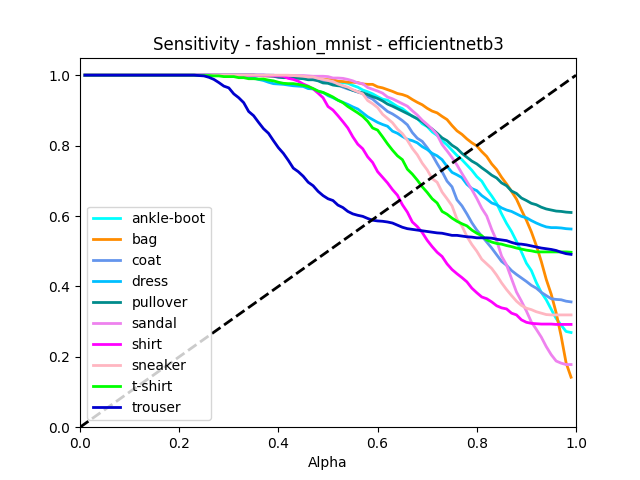 Sensitivity - fashion_mnist - efficientnetb3
1.0
0.8
0.6
0.4
0.2
0.0
ankle-boot
bag
coat
dress
pullover
sandal
shirt
sneaker
t-shirt
trouser
0.0 0.2 0.4 0.6 0.8 1.0
Alpha